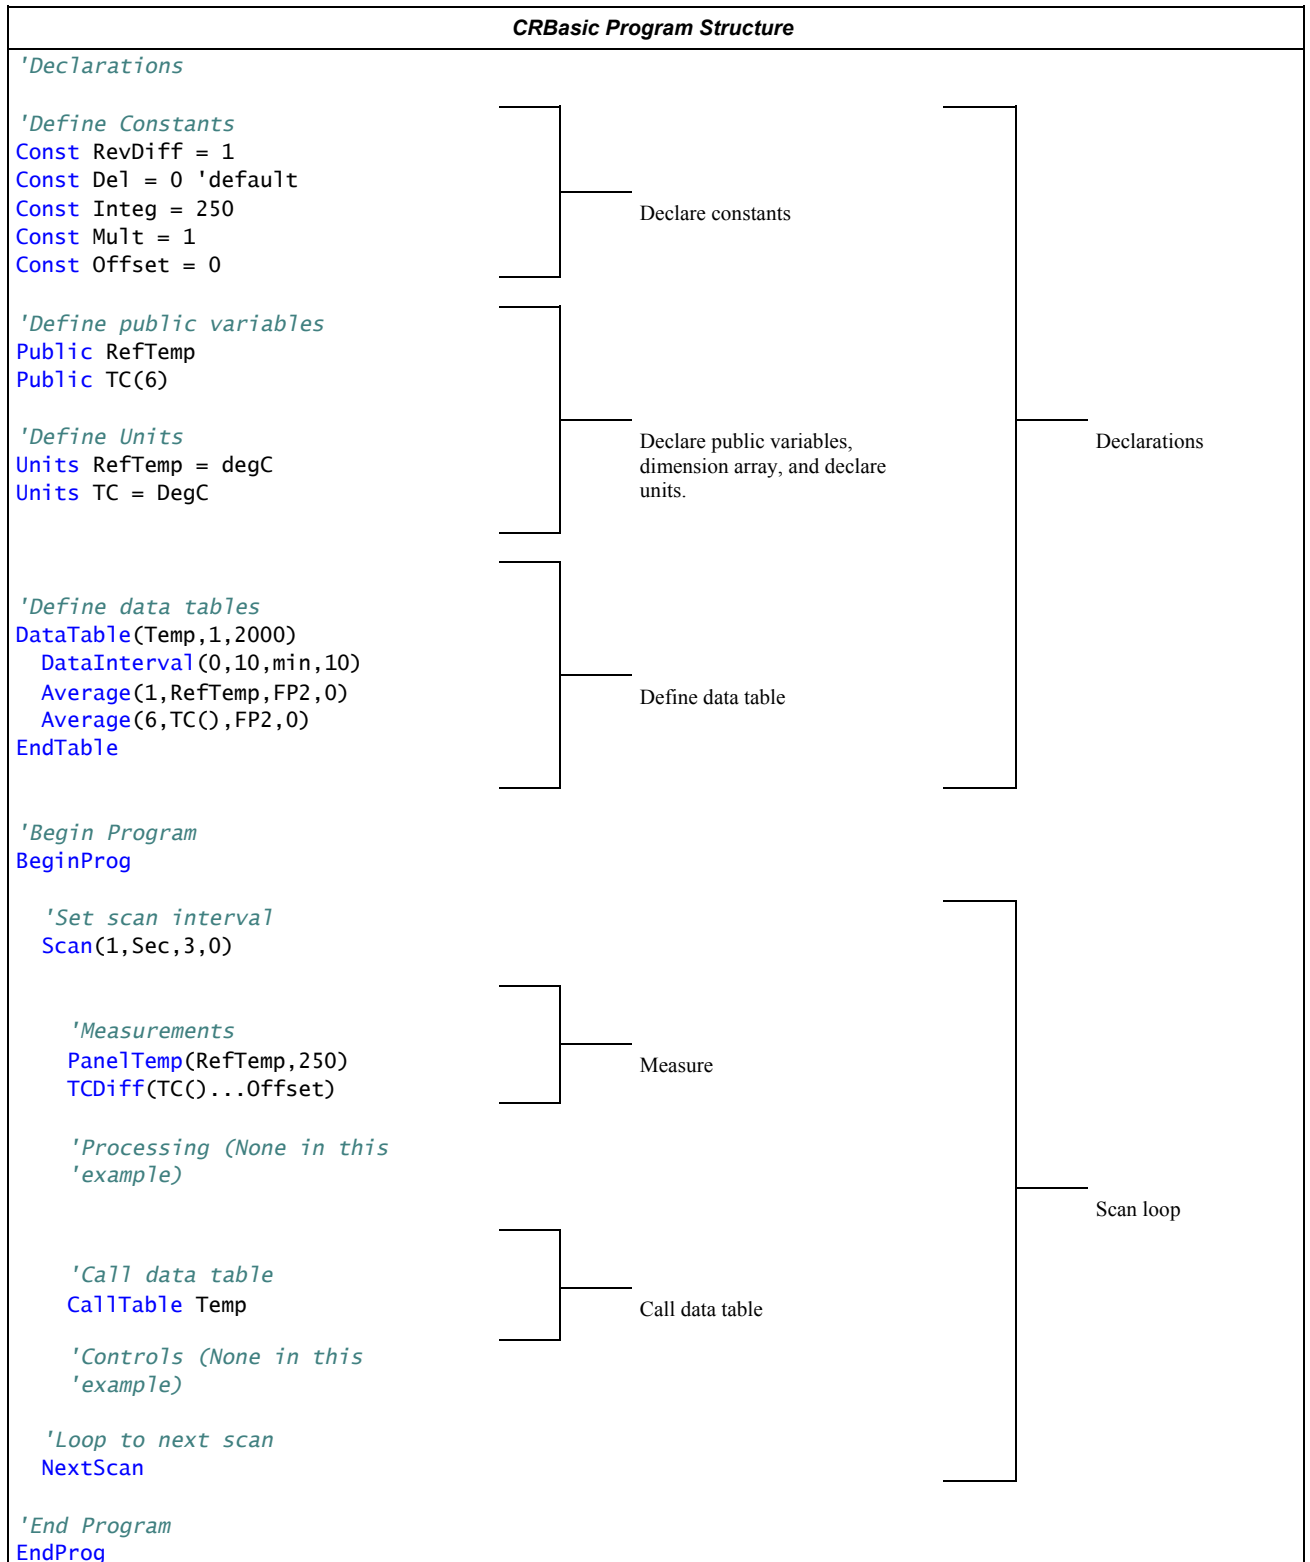 CRBasic Program Structure
'Declarations
'Define Constants
Const RevDiff = 1
Const Del = 0 'default
Const Integ = 250
Const Mult = 1
Const Offset = 0
Declare constants
'Define public variables
Public RefTemp
Public TC(6)
'Define Units
Units RefTemp = degC
Units TC = DegC
Declare public variables,
dimension array, and declare
units.
Declarations
'Define data tables
DataTable(Temp,1,2000)
DataInterval(0,10,min,10)
Average(1,RefTemp,FP2,0)
Average(6,TC(),FP2,0)
EndTable
Define data table
'Begin Program
BeginProg
'Set scan interval
Scan(1,Sec,3,0)
'Measurements
PanelTemp(RefTemp,250)
TCDiff(TC()...Offset)
Measure
'Processing (None in this
'example)
Scan loop
'Call data table
CallTable Temp
Call data table
'Controls (None in this
'example)
'Loop to next scan
NextScan
'End Program
EndProg